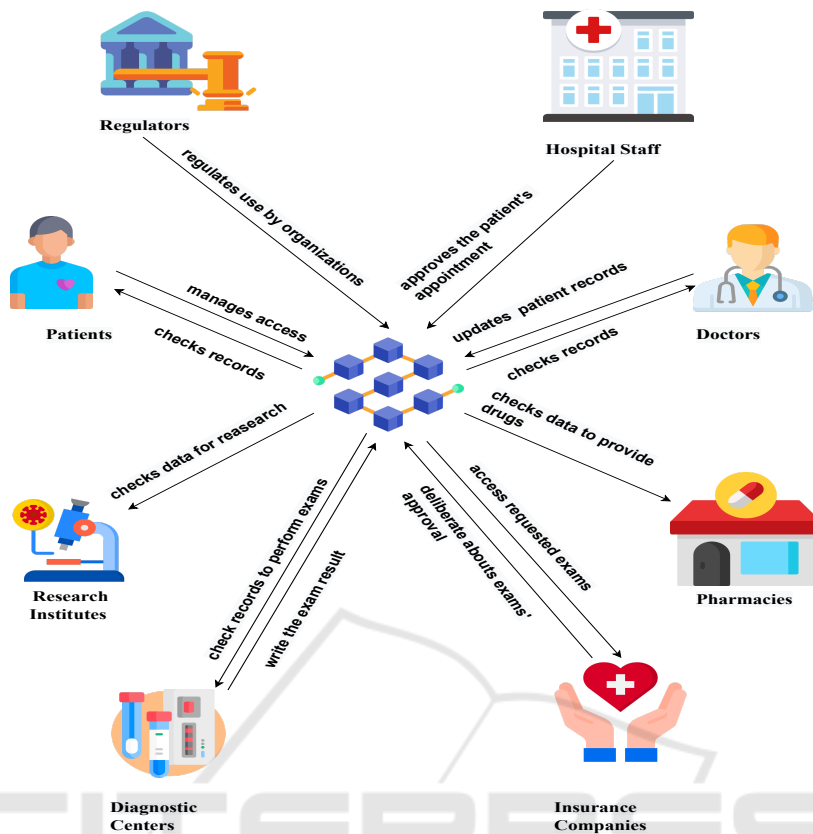 Regulators
Hospital Staff
regulates use by organizations
approves the patient's
appointment
Patients
manages access
checks records
updates patient records
checks records
Doctors
checks data for reasearch
checks data to provide
drugs
Research
Institutes
check records to perform exams
write the exam result
access requested exams
deliberate abouts exams'
approval
Pharmacies
Diagnostic
Centers
Insurance
Companies